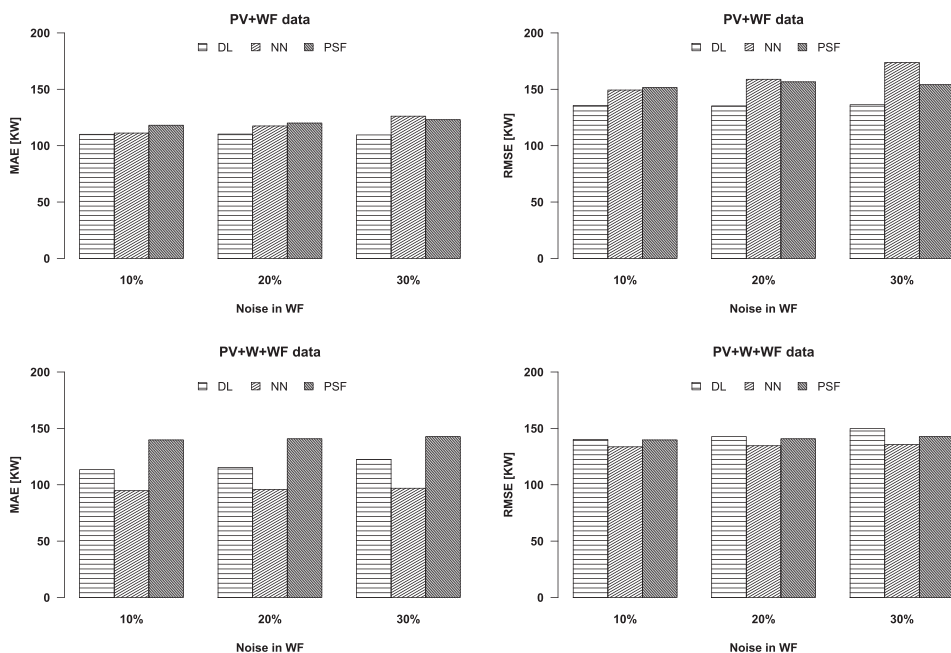 PV+WF data
DL NN PSF
MAE [KW]
200
150
100
50
0
10% 20% 30%
Noise in WF
PV+WF data
DL NN PSF
RMSE [KW]
200
150
100
50
0
10% 20% 30%
Noise in WF
PV+W+WF data
DL NN PSF
MAE [KW]
200
150
100
50
0
10% 20% 30%
Noise in WF
PV+W+WF data
DL NN PSF
RMSE [KW]
200
150
100
50
0
10% 20% 30%
Noise in WF